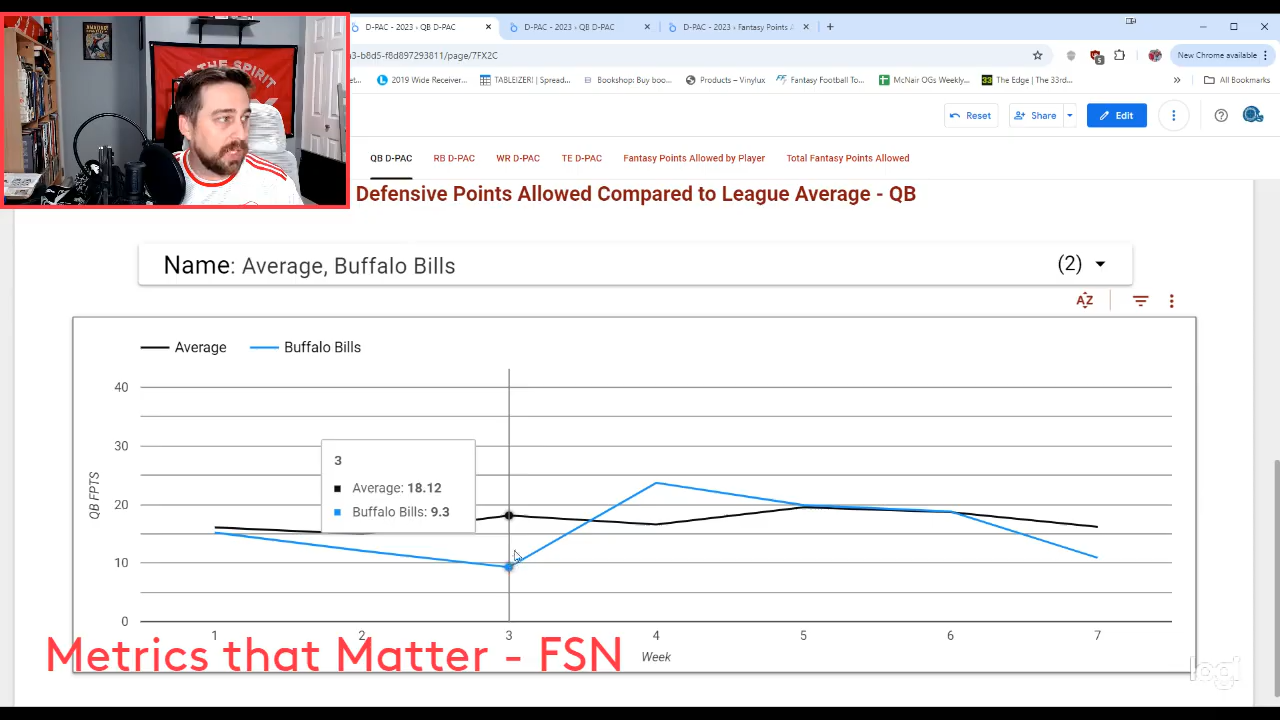 D-PAC - 2023 › QB D-PAC
D-PAC - 2023 › QB D-PAC
D-PAC - 2023 › Fantasy Points A
3-b8d5-f8d897293811/page/7FX2C
New Chrome available
2019 Wide Receiver...
TABLEIZER! | Spread...
Bookshop: Buy boo...
Products – Vinylux
Fantasy Football To...
McNair OGs Weekly...
The Edge | The 33rd...
All Bookmarks
Reset
Share
Edit
QB D-PAC
RB D-PAC
WR D-PAC
TE D-PAC
Fantasy Points Allowed by Player
Total Fantasy Points Allowed
THE SPIRIT
Defensive Points Allowed Compared to League Average - QB
Name: Average, Buffalo Bills
(2)
AZ
Average
Buffalo Bills
40
30
20
10
0
QB FPTS
3
Average: 18.12
Buffalo Bills: 9.3
1
2
3
4
5
6
7
Week
Metrics that Matter - FSN
logi